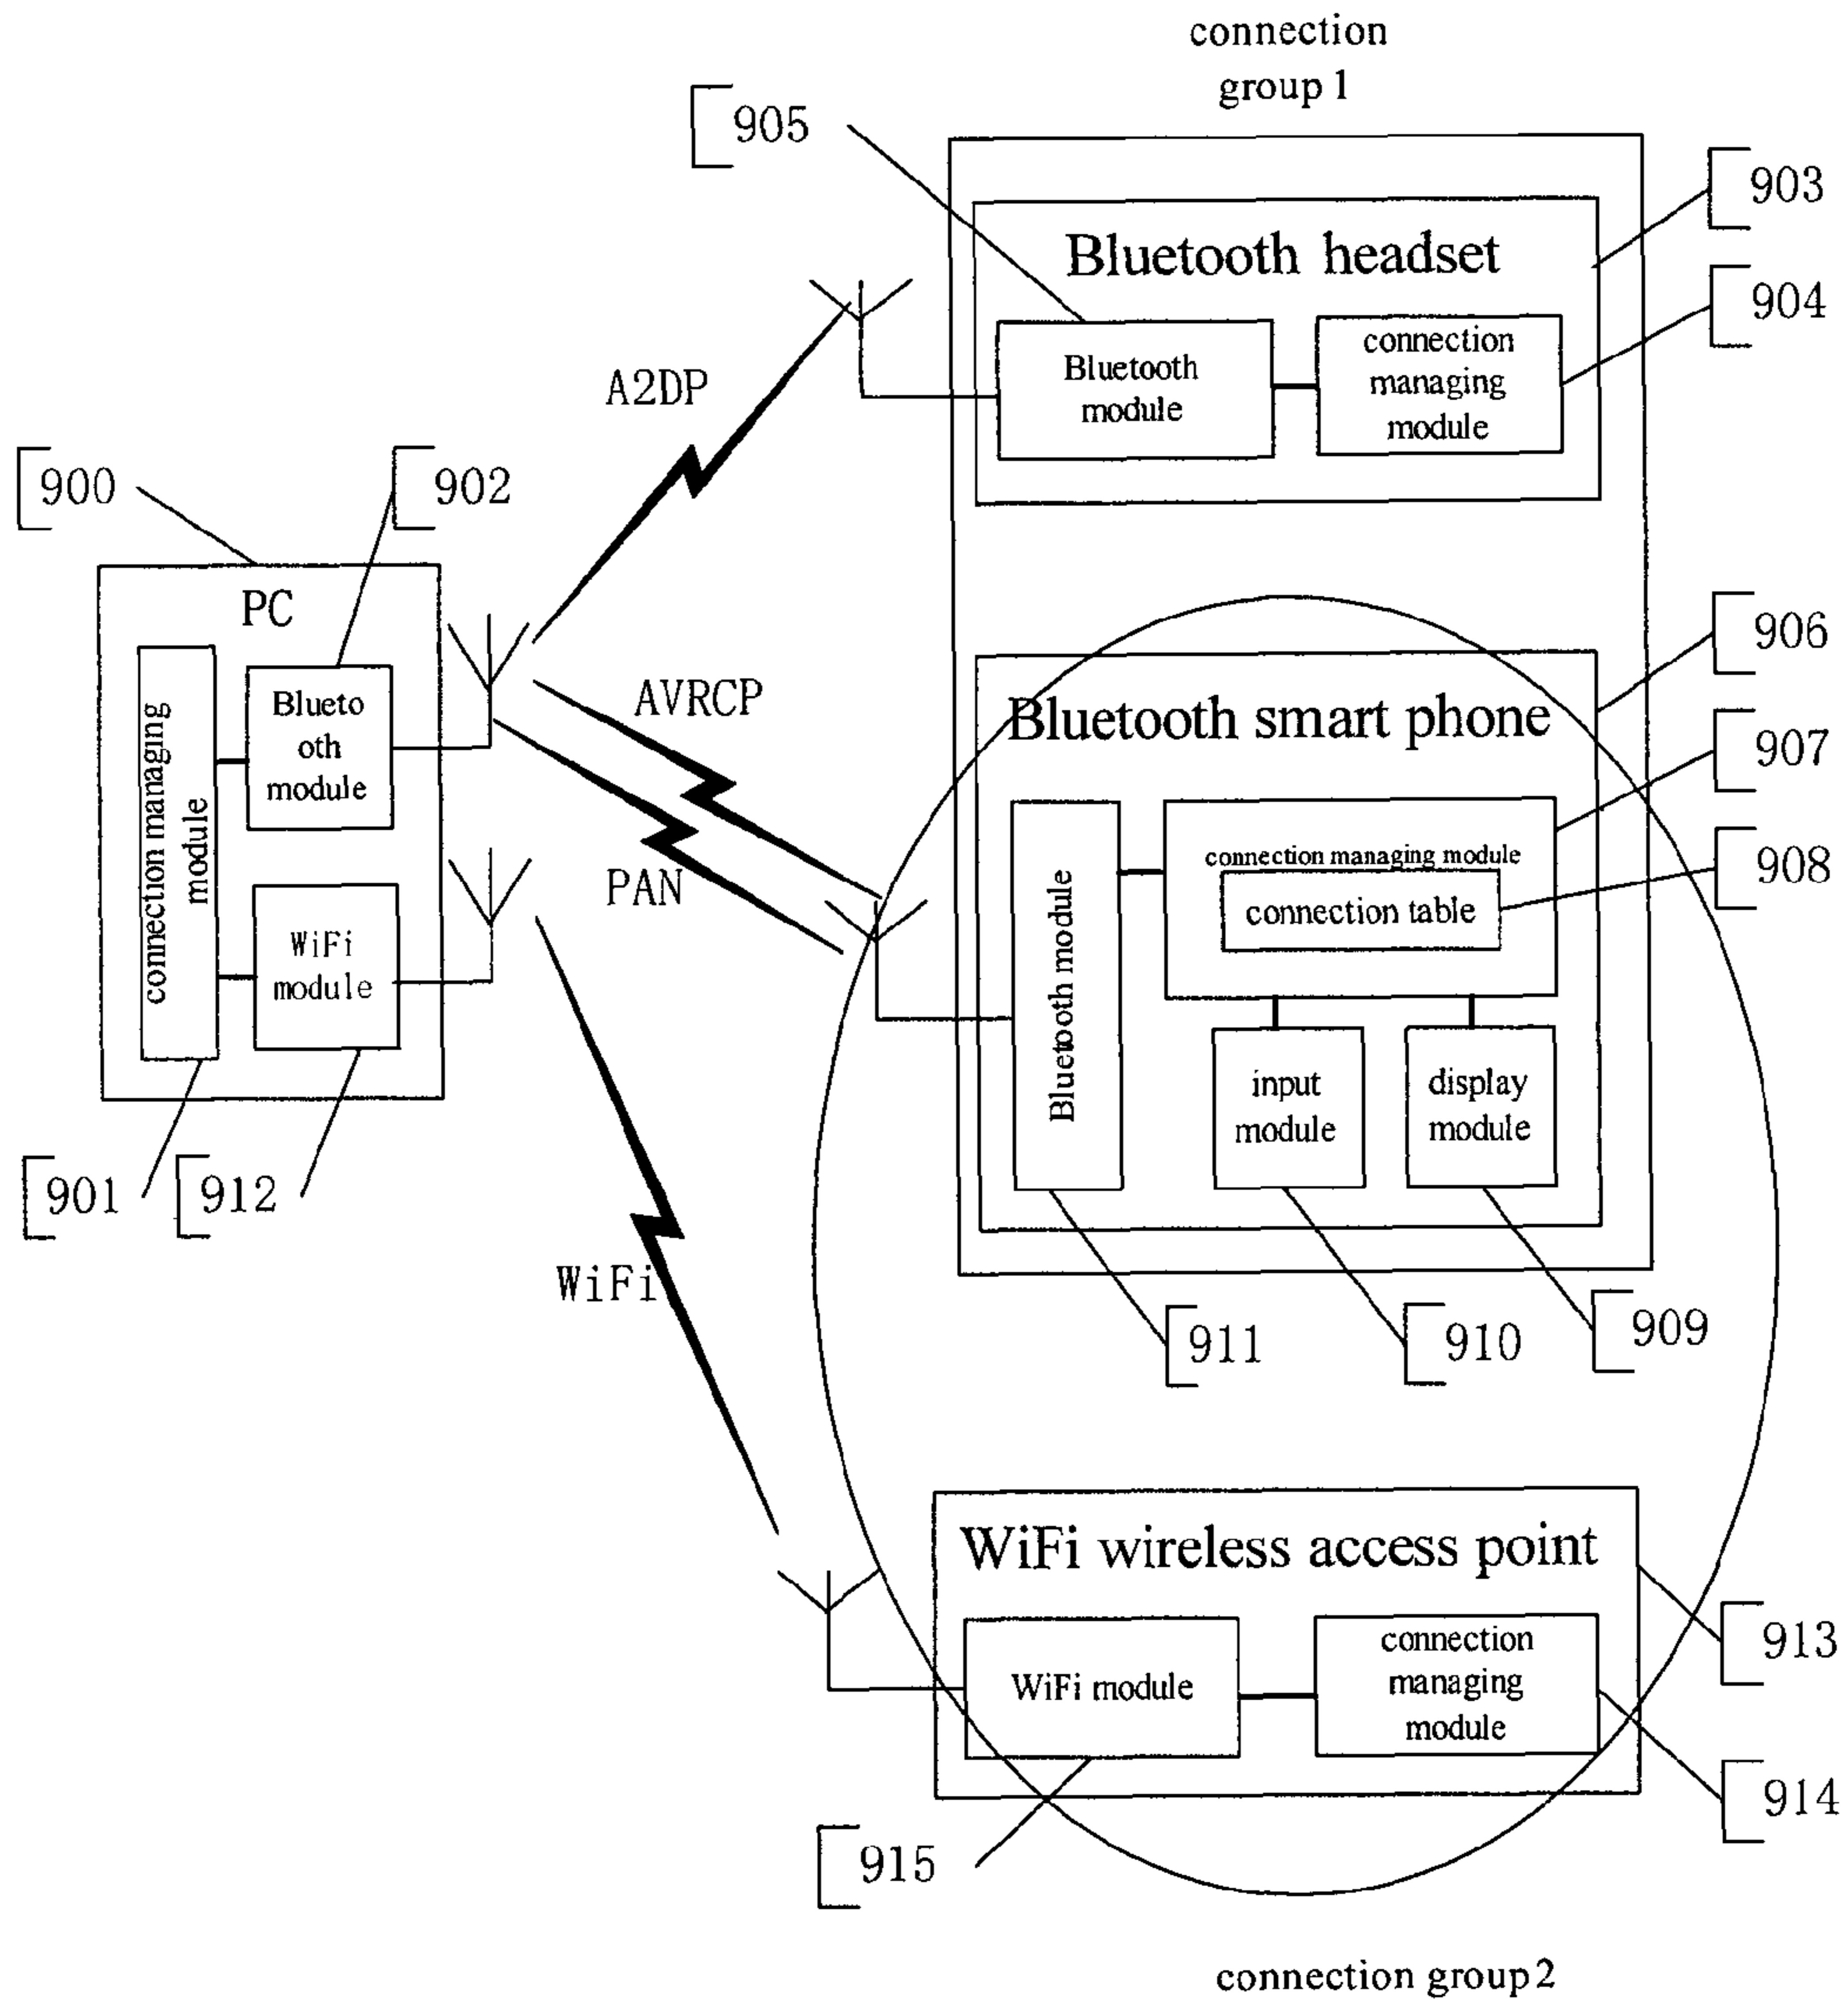 connection
group 1
905
903
Bluetooth headset
904
Bluetooth
module
connection
managing
module
A2DP
900
902
PC
connection managing
module
Blueto
oth
module
WiFi
module
901
912
AVRCP
PAN
WiFi
906
Bluetooth smart phone
907
connection managing module
908
connection table
Bluetooth module
input
module
display
module
911
910
909
WiFi wireless access point
913
WiFi module
connection
managing
module
914
915
connection group 2